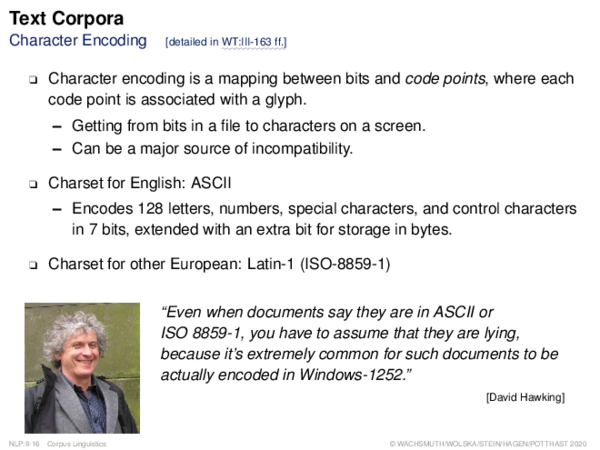 Text Corpora
Character Encoding [detailed in WT:III-163 ff.]
❑ Character encoding is a mapping between bits and code points, where each
code point is associated with a glyph.
– Getting from bits in a file to characters on a screen.
– Can be a major source of incompatibility.
❑ Charset for English: ASCII
– Encodes 128 letters, numbers, special characters, and control characters
in 7 bits, extended with an extra bit for storage in bytes.
❑ Charset for other European: Latin-1 (ISO-8859-1)
“Even when documents say they are in ASCII or
ISO 8859-1, you have to assume that they are lying,
because it’s extremely common for such documents to be
actually encoded in Windows-1252.”
[David Hawking]
NLP:II-16 Corpus Linguistics © WACHSMUTH/WOLSKA/STEIN/HAGEN/POTTHAST 2020